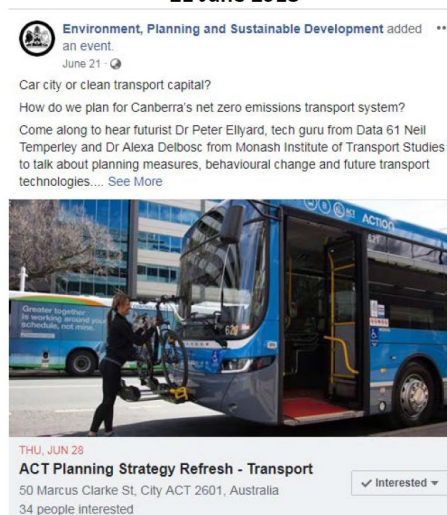 Environment, Planning and Sustainable Development added
an event.
June 21 ·
Car city or clean transport capital?
How do we plan for Canberra's net zero emissions transport system?
Come along to hear futurist Dr Peter Ellyard, tech guru from Data 61 Neil
Temperley and Dr Alexa Delbosc from Monash Institute of Transport Studies
to talk about planning measures, behavioural change and future transport
technologies.... See More
ACT
ACTION
Greater together
is working around your
schedule, not mine.
THU, JUN 28
ACT Planning Strategy Refresh - Transport
50 Marcus Clarke St, City ACT 2601, Australia
34 people interested
✓ Interested